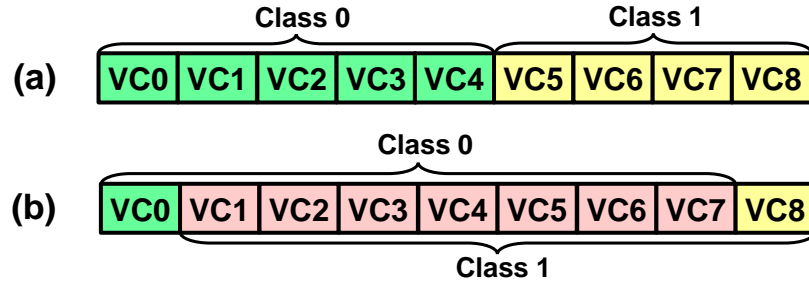 Class 0 Class 1
(a) VC0 VC1 VC2 VC3 VC4 VC5 VC6 VC7 VC8
Class 0
(b) VC0 VC1 VC2 VC3 VC4 VC5 VC6 VC7 VC8
Class 1